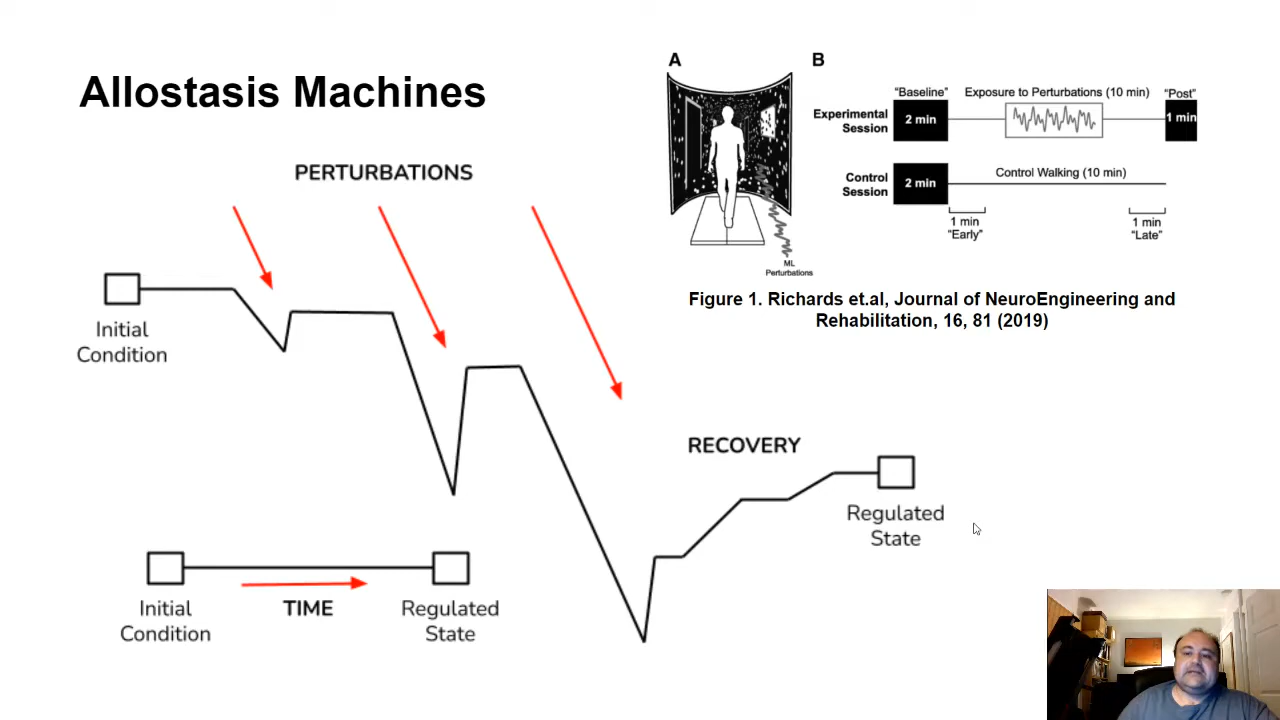 Allostasis Machines
PERTURBATIONS
Initial
Condition
RECOVERY
Regulated
State
Initial
Condition
TIME
Regulated
State
A
ML
Perturbations
B
"Baseline"
Exposure to Perturbations (10 min)
"Post"
Experimental
Session
2 min
1 min
Control
Session
2 min
Control Walking (10 min)
1 min
"Early"
1 min
"Late"
Figure 1. Richards et.al, Journal of NeuroEngineering and
Rehabilitation, 16, 81 (2019)